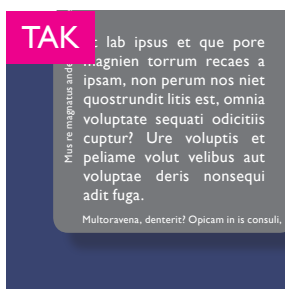 TAK
lab ipsus et que pore
magnien torrum recaes a
ipsam, non perum nos niet
quostrundit litis est, omnia
voluptate sequati odicitiis
cuptur? Ure voluptis et
peliame volut velibus aut
voluptae deris nonsequi
adit fuga.
Mus re magnatus ande
Multoravena, denterit? Opicam in is consuli,